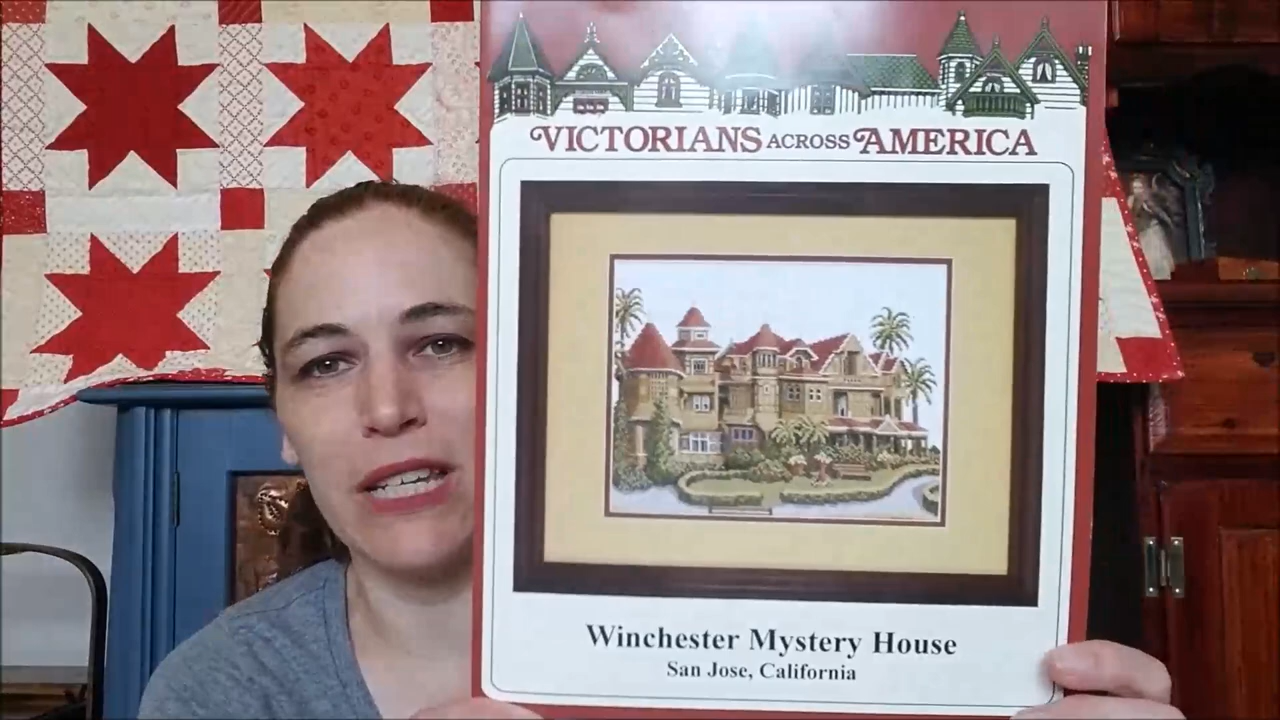 VICTORIANS ACROSS AMERICA
Winchester Mystery House
San Jose, California